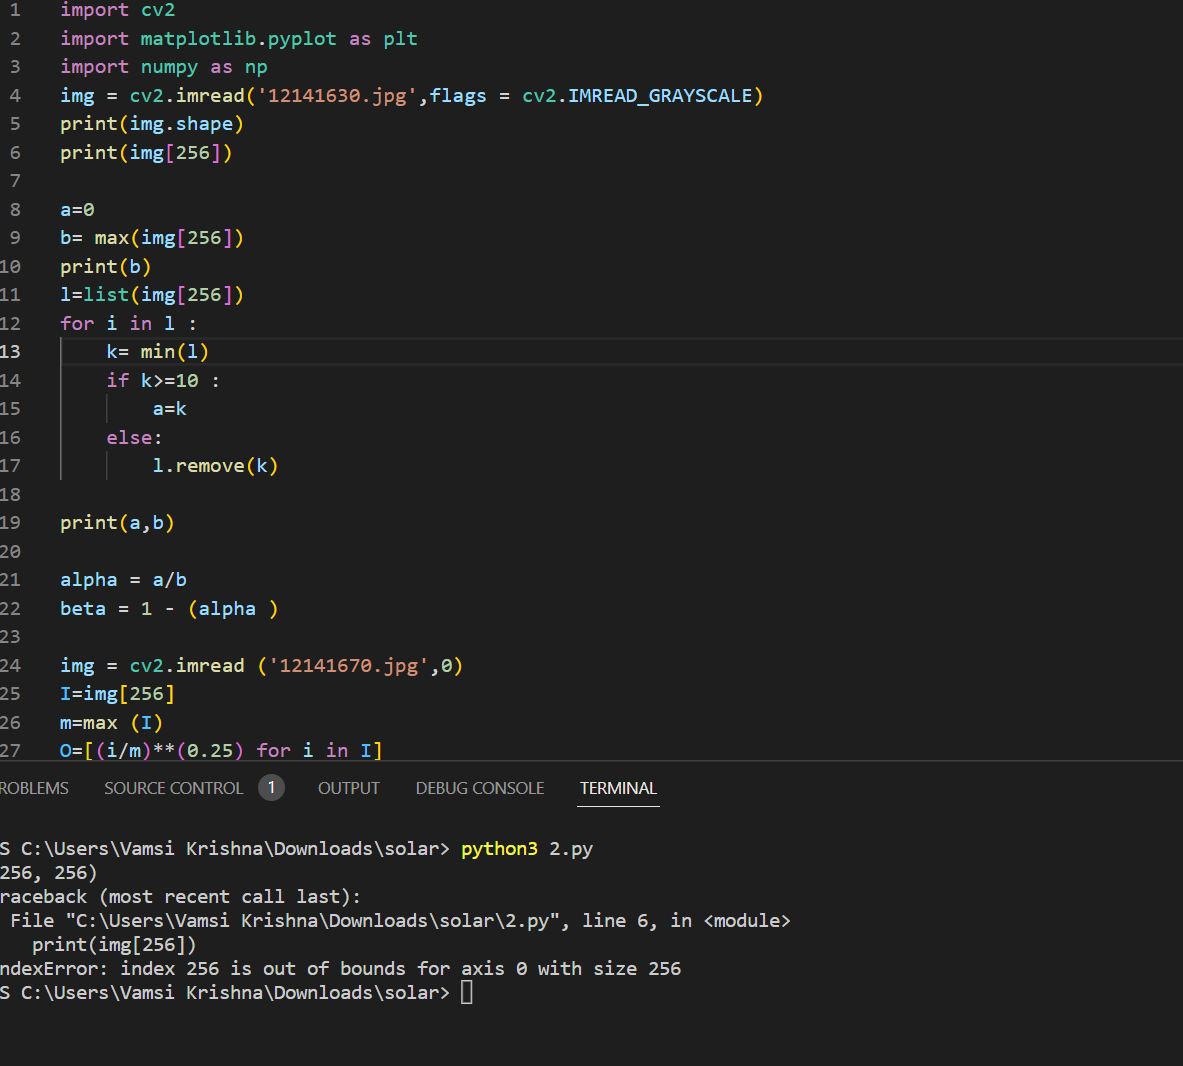 1 import cv2
2 import matplotlib.pyplot as plt
3 import numpy as np
4 img = cv2.imread('12141630.jpg',flags = cv2.IMREAD_GRAYSCALE)
5 print(img.shape)
6 print(img[256])
7
8 a=0
9 b= max(img[256])
10 print(b)
11 l=list(img[256])
12 for i in l :
13     k= min(l)
14     if k>=10 :
15         a=k
16     else:
17         l.remove(k)
18
19 print(a,b)
20
21 alpha = a/b
22 beta = 1 - (alpha )
23
24 img = cv2.imread ('12141670.jpg',0)
25 I=img[256]
26 m=max (I)
27 O=[(i/m)**(0.25) for i in I]
ROBLEMS SOURCE CONTROL 1 OUTPUT DEBUG CONSOLE TERMINAL
S C:\Users\Vamsi Krishna\Downloads\solar> python3 2.py
256, 256)
raceback (most recent call last):
 File "C:\Users\Vamsi Krishna\Downloads\solar\2.py", line 6, in <module>
   print(img[256])
ndexError: index 256 is out of bounds for axis 0 with size 256
S C:\Users\Vamsi Krishna\Downloads\solar>